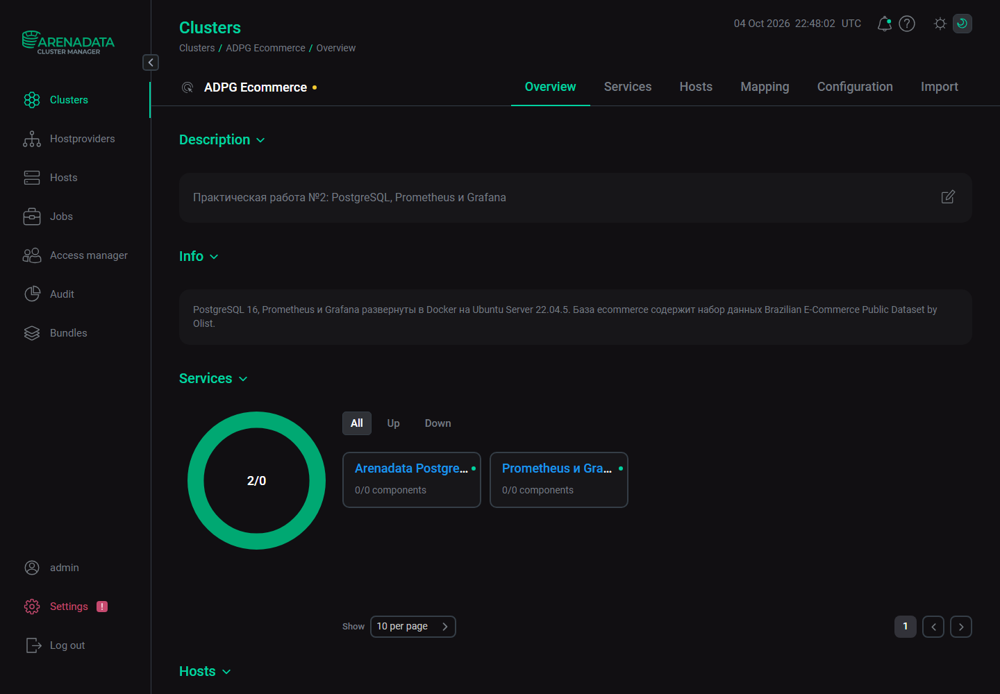 ARENADATA
CLUSTER MANAGER
Clusters
Hostproviders
Hosts
Jobs
Access manager
Audit
Bundles
admin
Settings !
Log out
Clusters
Clusters / ADPG Ecommerce / Overview
04 Oct 2026 22:48:02 UTC
ADPG Ecommerce
Overview Services Hosts Mapping Configuration Import
Description
Практическая работа №2: PostgreSQL, Prometheus и Grafana
Info
PostgreSQL 16, Prometheus и Grafana развернуты в Docker на Ubuntu Server 22.04.5. База ecommerce содержит набор данных Brazilian E-Commerce Public Dataset by
Olist.
Services
2/0
All Up Down
Arenadata Postgre...
0/0 components
Prometheus и Gra...
0/0 components
Show 10 per page
1
Hosts